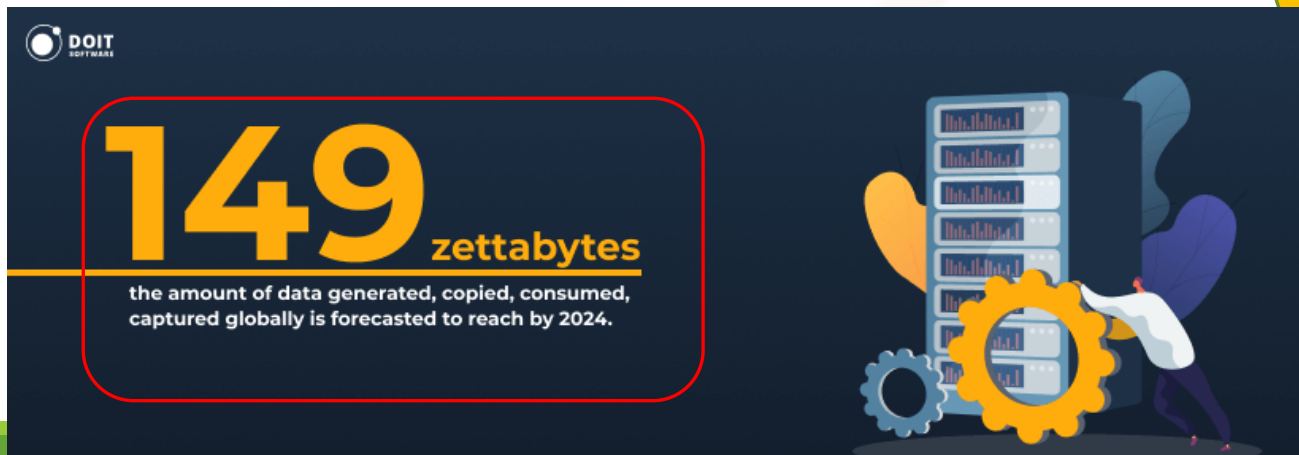 DOIT
SOFTWARE
149 zettabytes
the amount of data generated, copied, consumed,
captured globally is forecasted to reach by 2024.